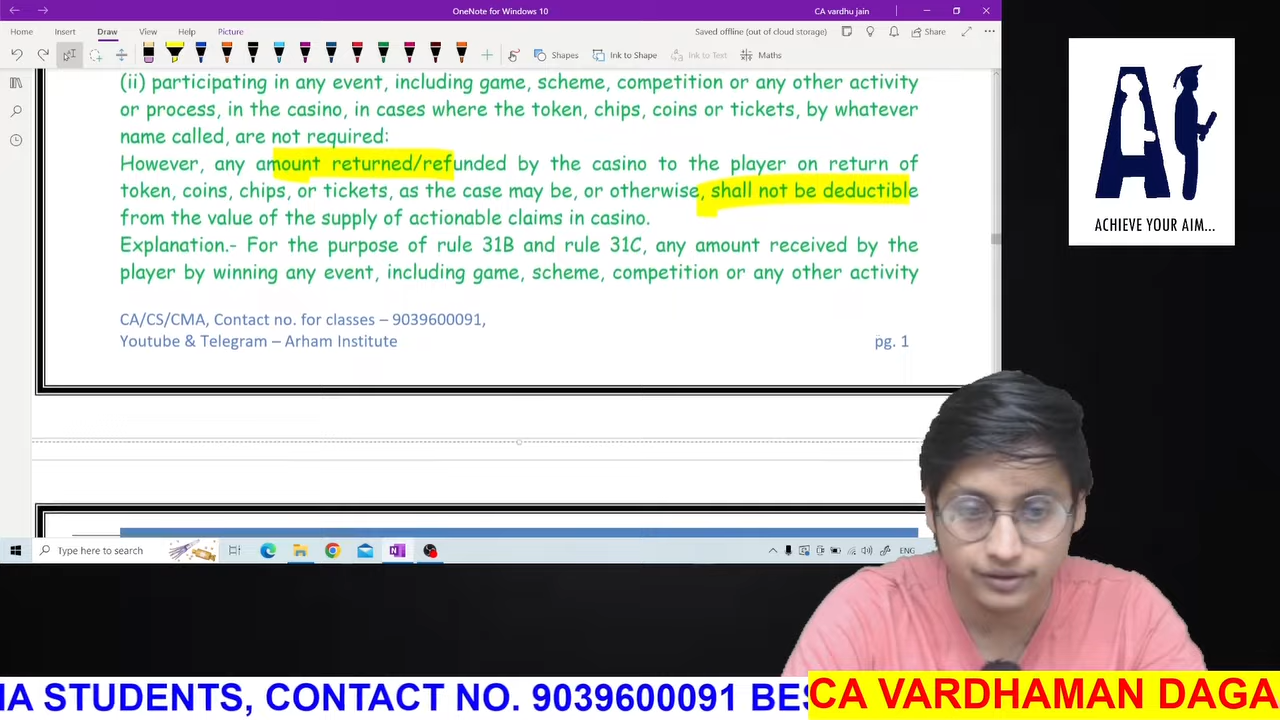 OneNote for Windows 10
CA vardhu jain
Home
Insert
Draw
View
Help
Picture
Saved offline (out of cloud storage)
Share
Shapes
Ink to Shape
Ink to Text
Maths
(ii) participating in any event, including game, scheme, competition or any other activity
or process, in the casino, in cases where the token, chips, coins or tickets, by whatever
name called, are not required:
However, any amount returned/refunded by the casino to the player on return of
token, coins, chips, or tickets, as the case may be, or otherwise, shall not be deductible
from the value of the supply of actionable claims in casino.
Explanation.- For the purpose of rule 31B and rule 31C, any amount received by the
player by winning any event, including game, scheme, competition or any other activity
CA/CS/CMA, Contact no. for classes – 9039600091,
Youtube & Telegram – Arham Institute
pg. 1
Type here to search
ENG
AI
ACHIEVE YOUR AIM...
STUDENTS, CONTACT NO. 9039600091
CA VARDHAMAN DAGA